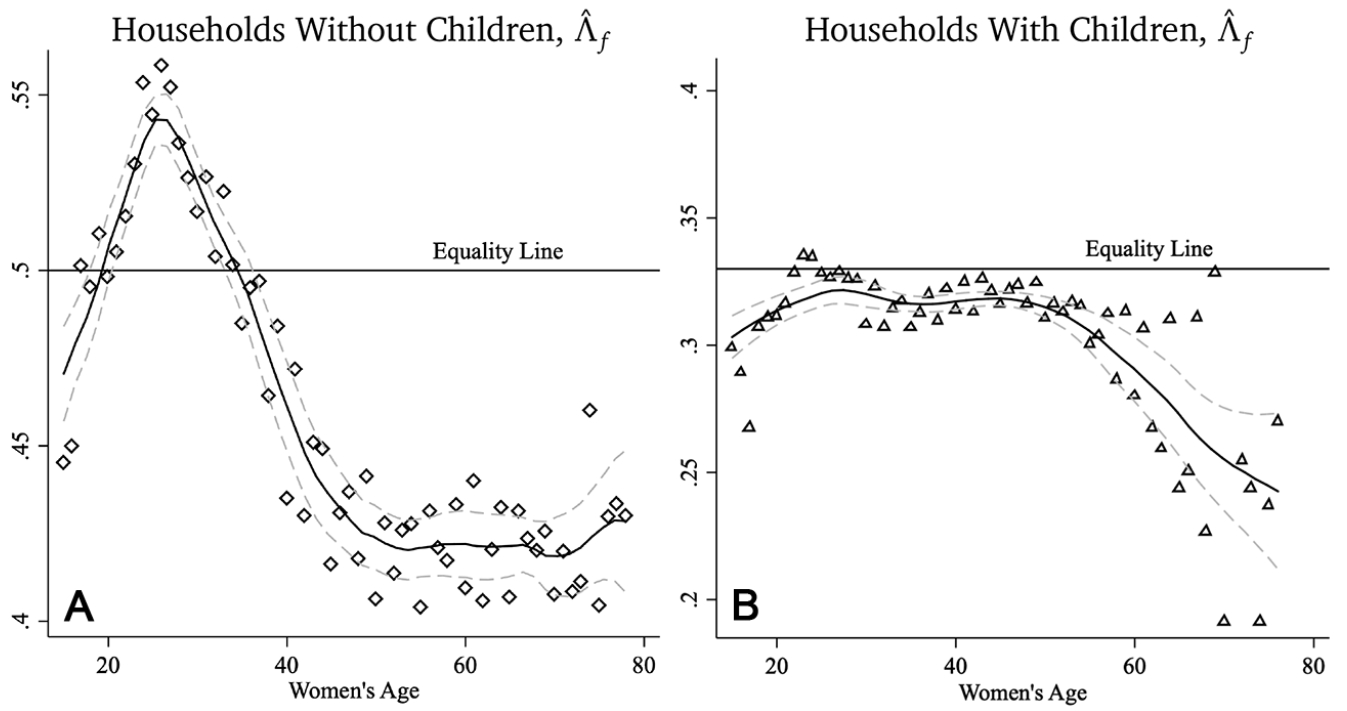 Households Without Children, Λ̂f
.55
.5
.45
.4
Equality Line
A
20 40 60 80
Women's Age
Households With Children, Λ̂f
.4
.35
.3
.25
.2
Equality Line
B
20 40 60 80
Women's Age